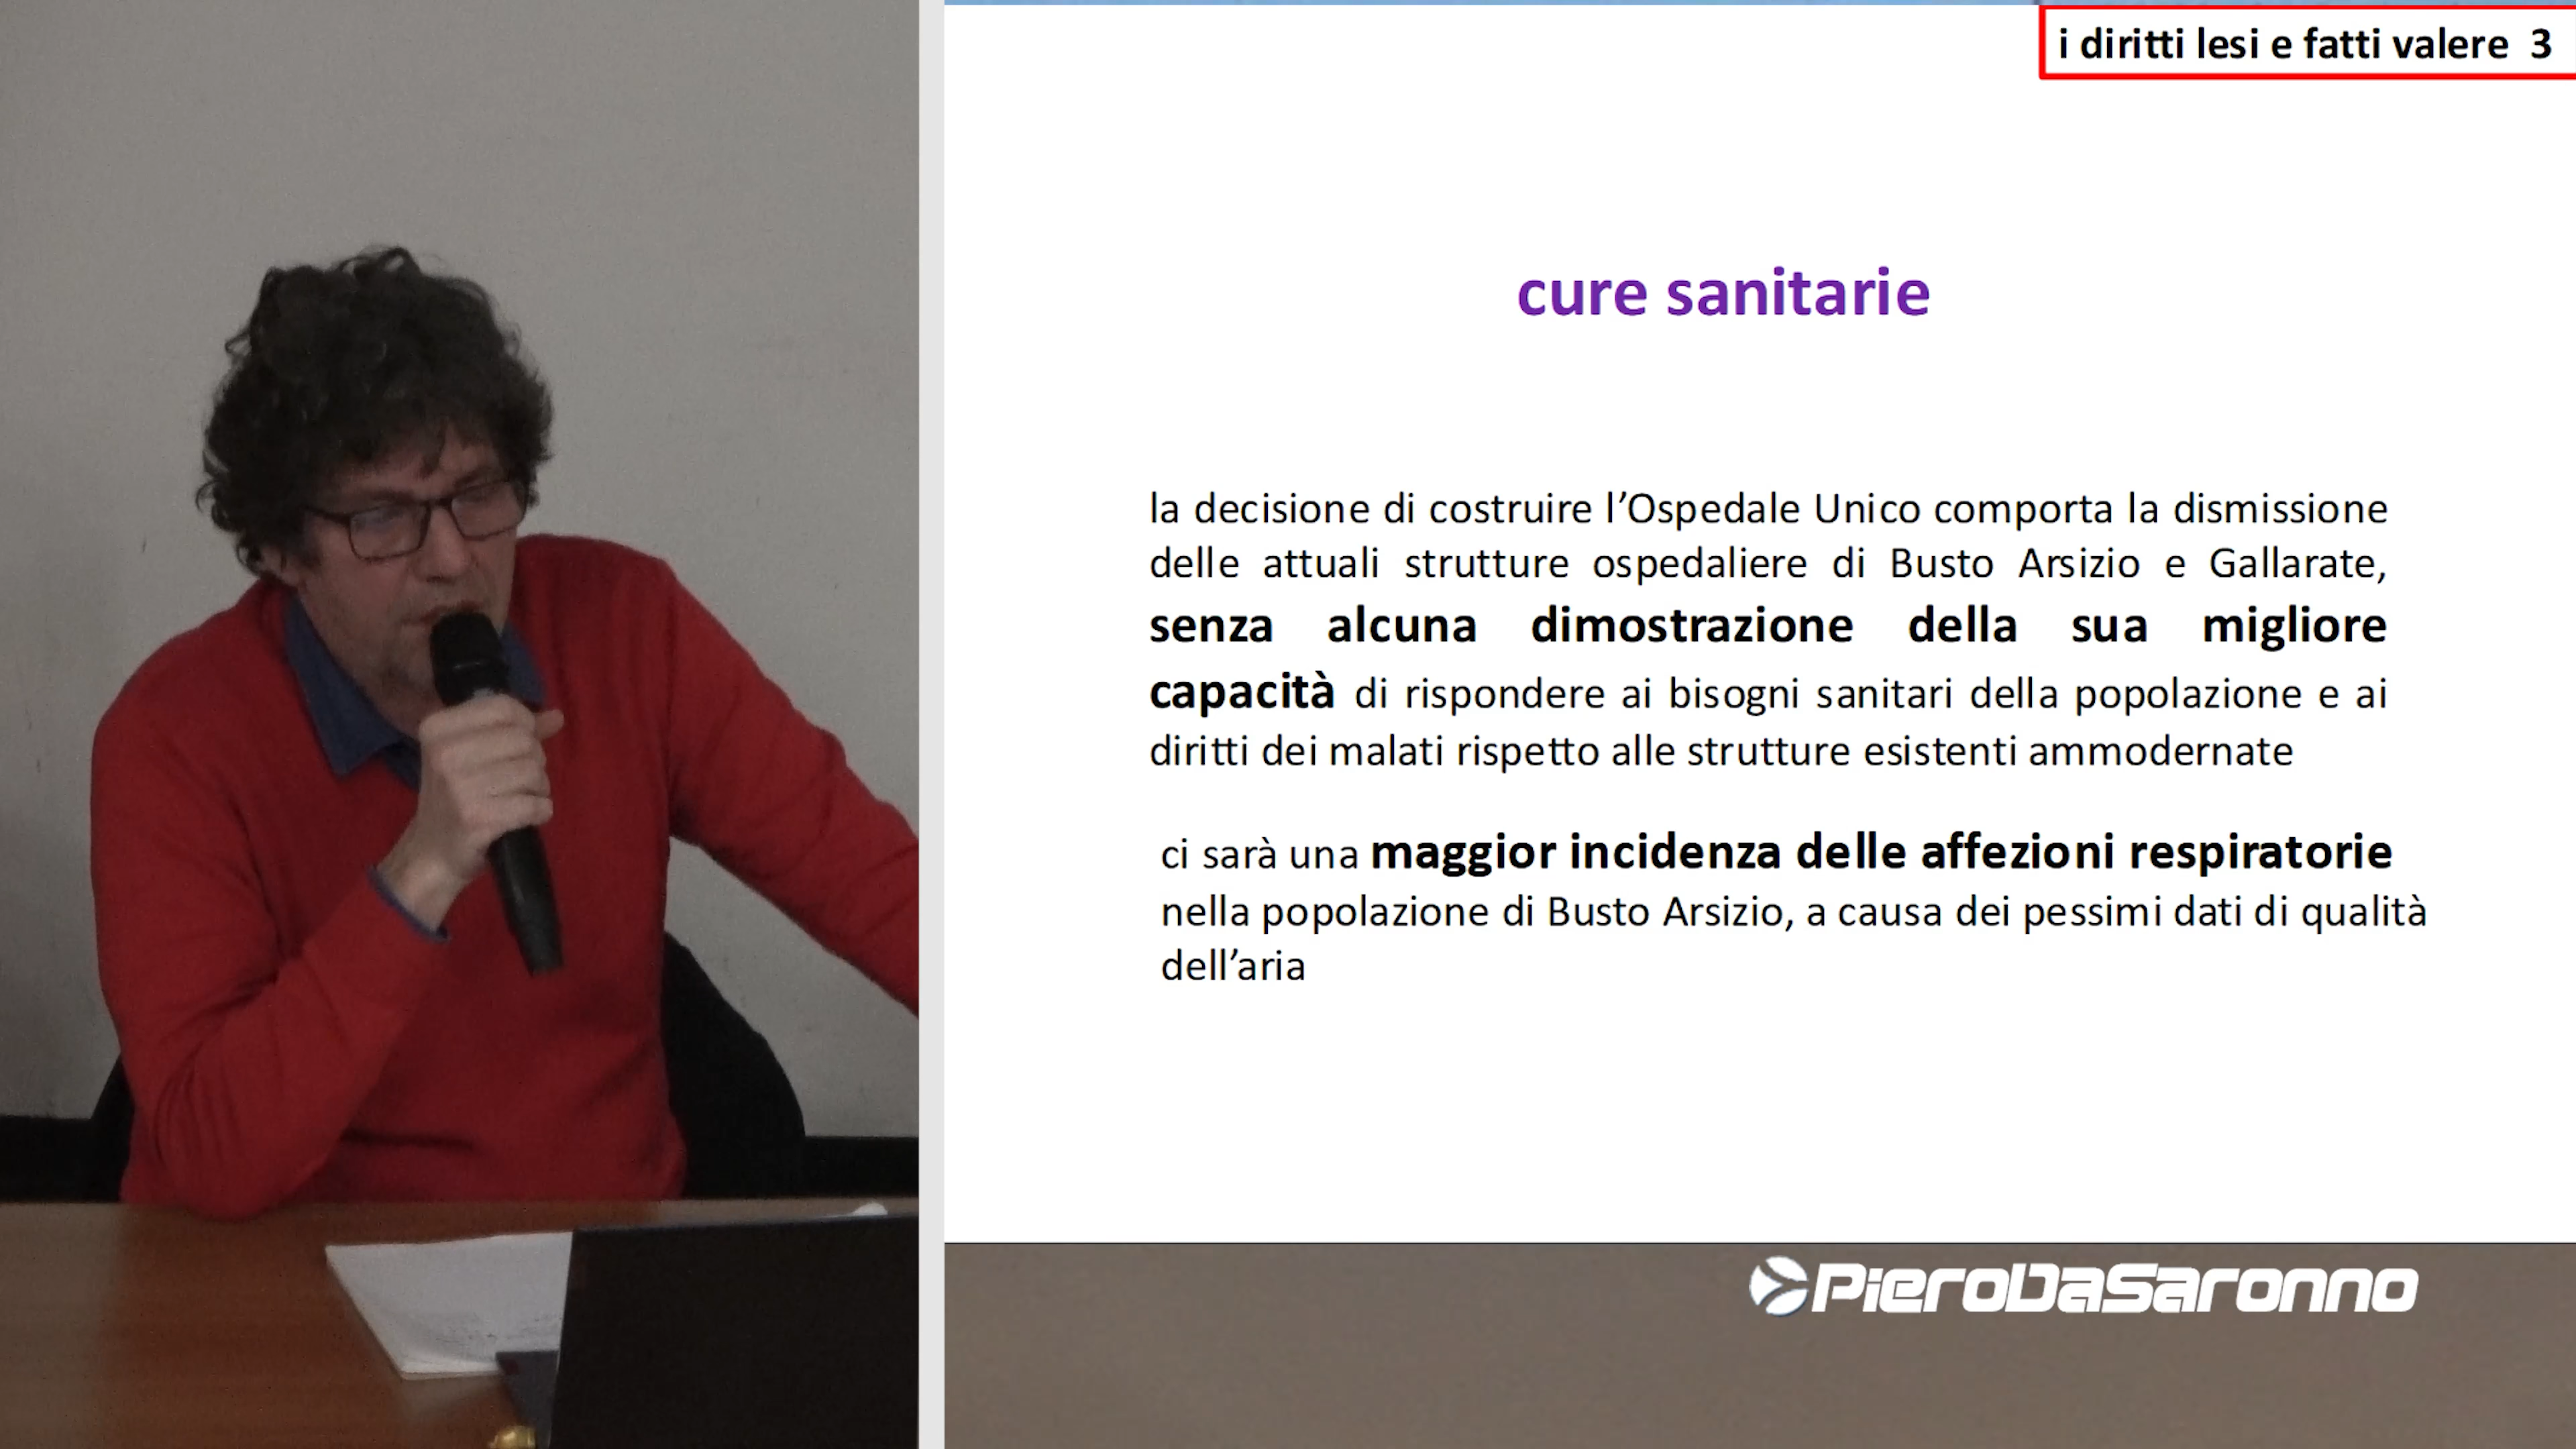 i diritti lesi e fatti valere 3
cure sanitarie
la decisione di costruire l’Ospedale Unico comporta la dismissione
delle attuali strutture ospedaliere di Busto Arsizio e Gallarate,
senza alcuna dimostrazione della sua migliore
capacità di rispondere ai bisogni sanitari della popolazione e ai
diritti dei malati rispetto alle strutture esistenti ammodernate
ci sarà una maggior incidenza delle affezioni respiratorie
nella popolazione di Busto Arsizio, a causa dei pessimi dati di qualità
dell’aria
PieroDaSaronno